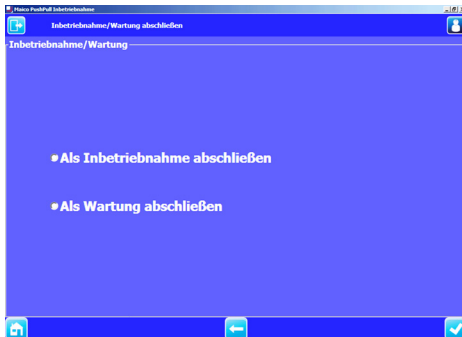 Maico PushPull Inbetriebnahme
Inbetriebnahme/Wartung abschließen
Inbetriebnahme/Wartung
Als Inbetriebnahme abschließen
Als Wartung abschließen